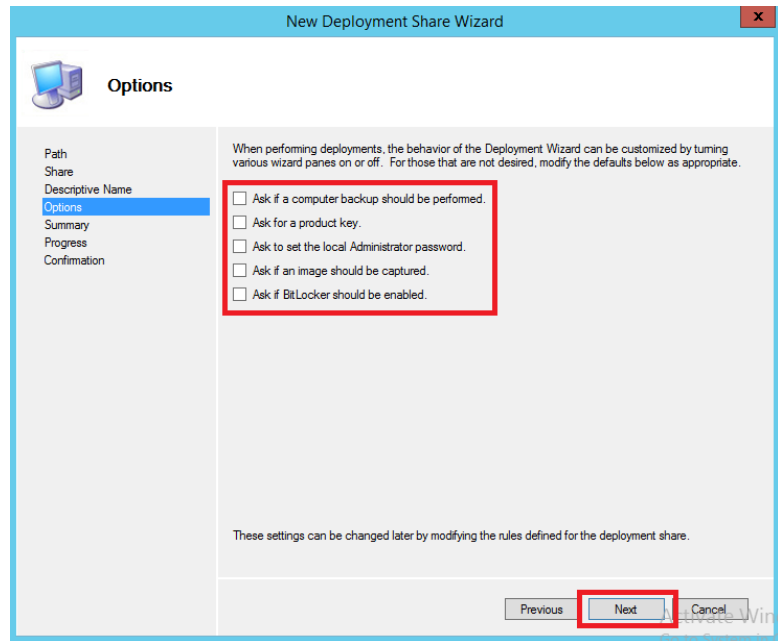 New Deployment Share Wizard
x
Options
Path
Share
Descriptive Name
Options
Summary
Progress
Confirmation
When performing deployments, the behavior of the Deployment Wizard can be customized by turning
various wizard panes on or off. For those that are not desired, modify the defaults below as appropriate.
Ask if a computer backup should be performed.
Ask for a product key.
Ask to set the local Administrator password.
Ask if an image should be captured.
Ask if BitLocker should be enabled.
These settings can be changed later by modifying the rules defined for the deployment share.
Previous Next Cancel
Activate Win